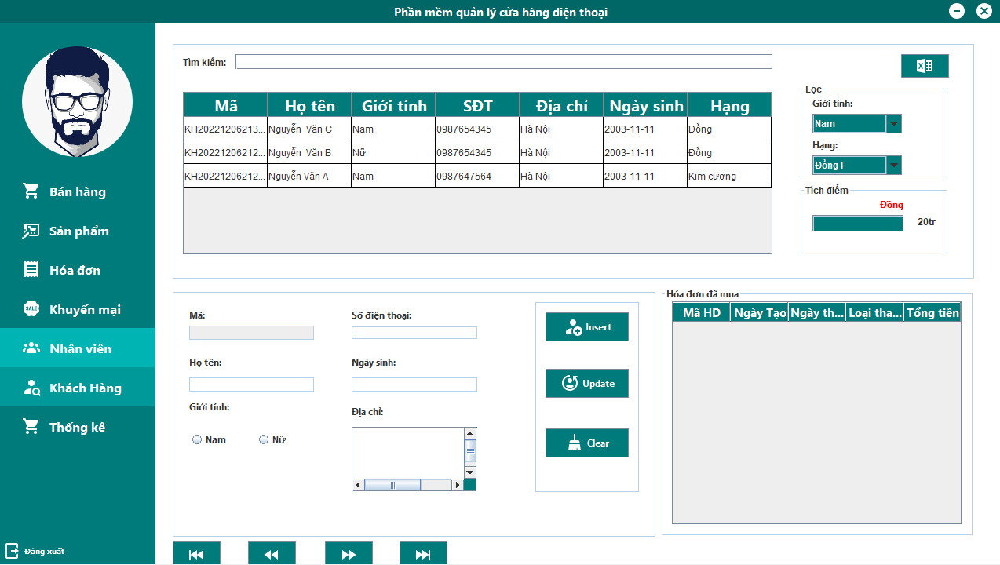 Phần mềm quản lý cửa hàng điện thoại
Bán hàng
Sản phẩm
Hóa đơn
SALE
Khuyến mại
Nhân viên
Khách Hàng
Thống kê
Đăng xuất
Tìm kiếm:
Mã Họ tên Giới tính SĐT Địa chỉ Ngày sinh Hạng
KH20221206213... Nguyễn Văn C Nam 0987654345 Hà Nội 2003-11-11 Đồng
KH20221206212... Nguyễn Văn B Nữ 0987654345 Hà Nội 2003-11-11 Đồng
KH20221206212... Nguyễn Văn A Nam 0987647564 Hà Nội 2003-11-11 Kim cương
Lọc
Giới tính:
Nam
Hạng:
Đồng I
Tích điểm
Đồng
20tr
Mã:
Số điện thoại:
Họ tên:
Ngày sinh:
Giới tính:
Địa chỉ:
Nam Nữ
Insert
Update
Clear
Hóa đơn đã mua
Mã HD Ngày Tạo Ngày th... Loại tha... Tổng tiền